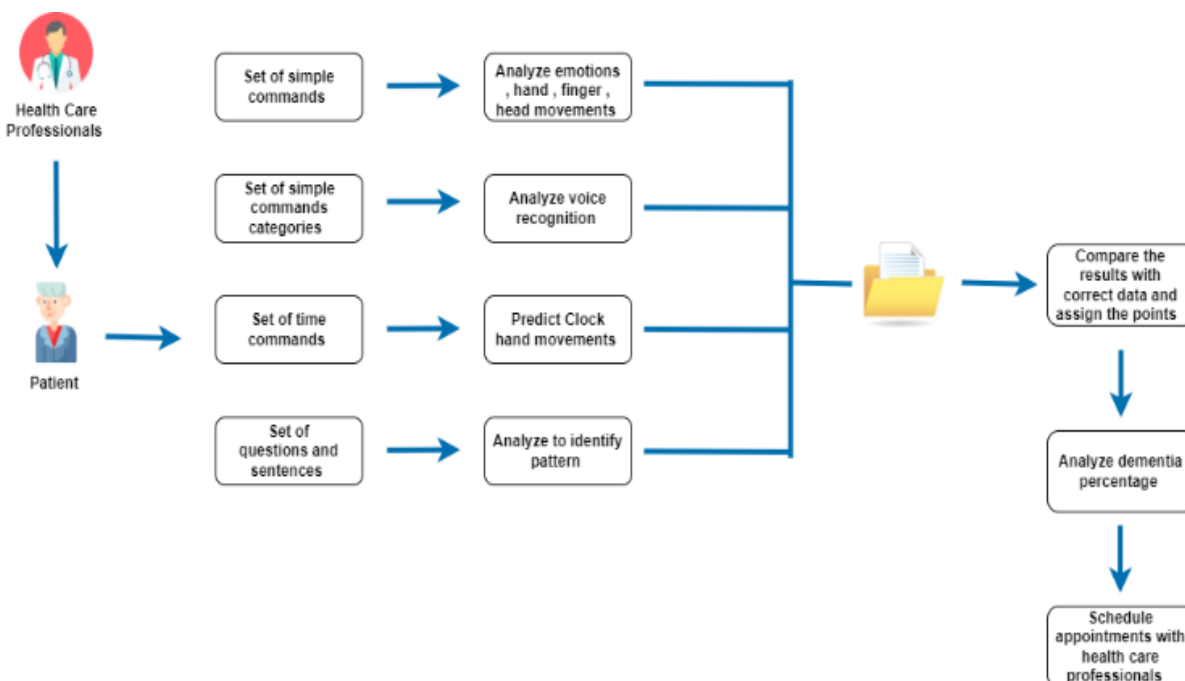 Health Care
Professionals
Patient
Set of simple
commands
Analyze emotions
, hand , finger ,
head movements
Set of simple
commands
categories
Analyze voice
recognition
Set of time
commands
Predict Clock
hand movements
Set of
questions and
sentences
Analyze to identify
pattern
Compare the
results with
correct data and
assign the points
Analyze dementia
percentage
Schedule
appointments with
health care
professionals